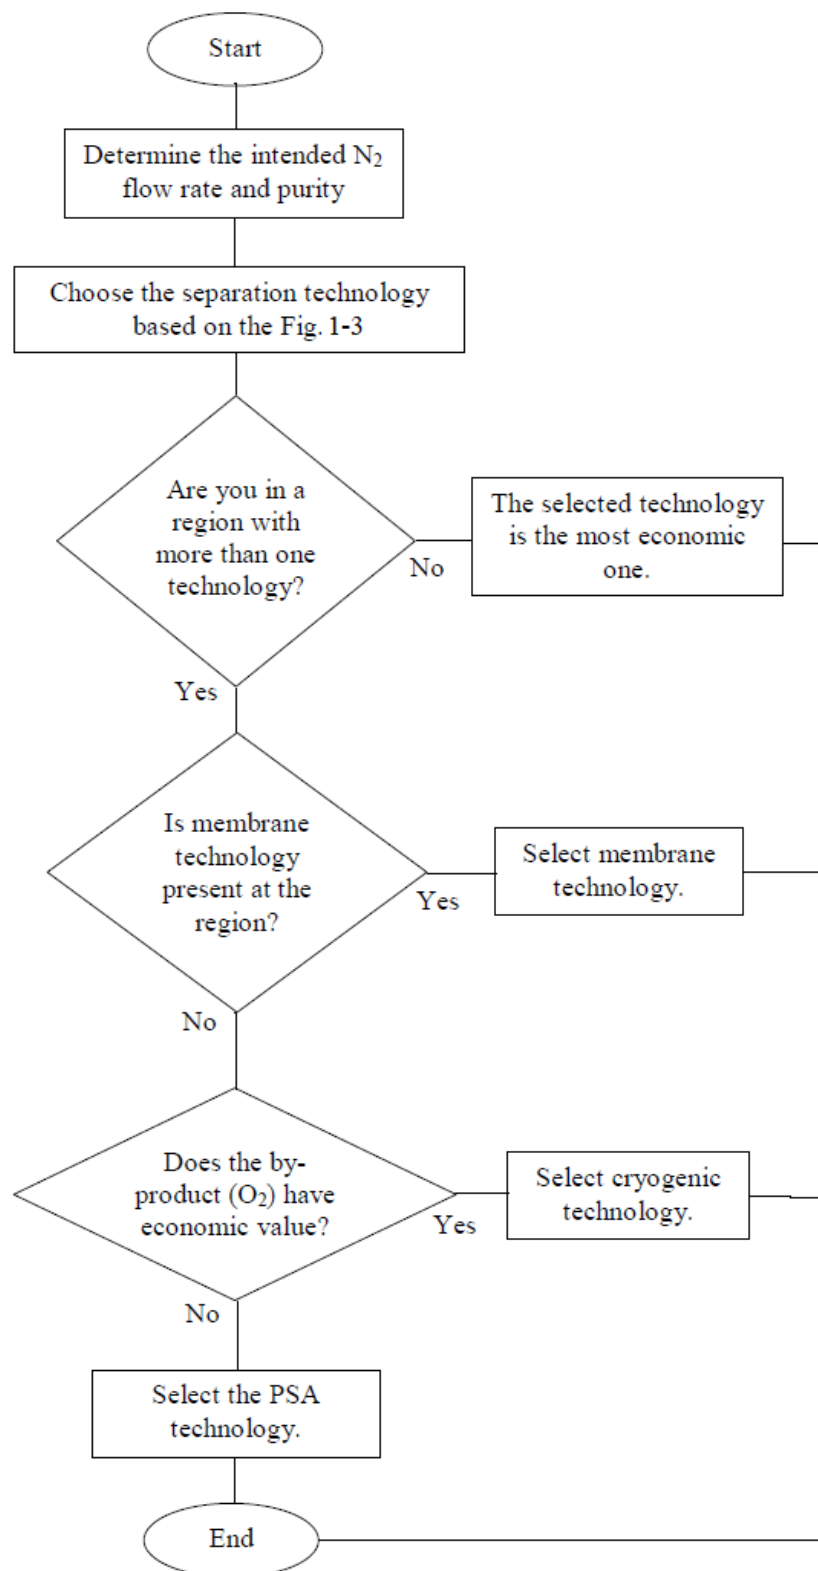 Start
Determine the intended N₂
flow rate and purity
Choose the separation technology
based on the Fig. 1-3
Are you in a
region with
more than one
technology?
No
The selected technology
is the most economic
one.
Yes
Is membrane
technology
present at the
region?
Yes
Select membrane
technology.
No
Does the by-
product (O₂) have
economic value?
Yes
Select cryogenic
technology.
No
Select the PSA
technology.
End